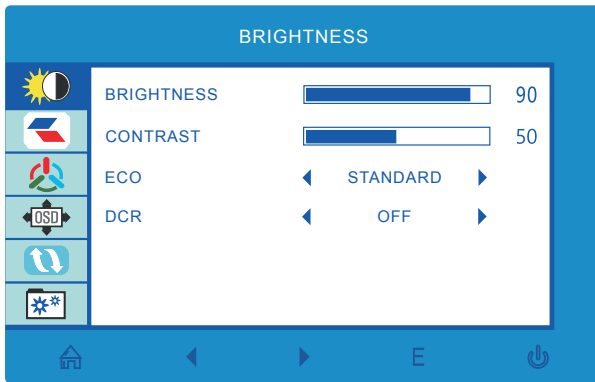 BRIGHTNESS
BRIGHTNESS 90
CONTRAST 50
ECO STANDARD
DCR OFF
OSD
E